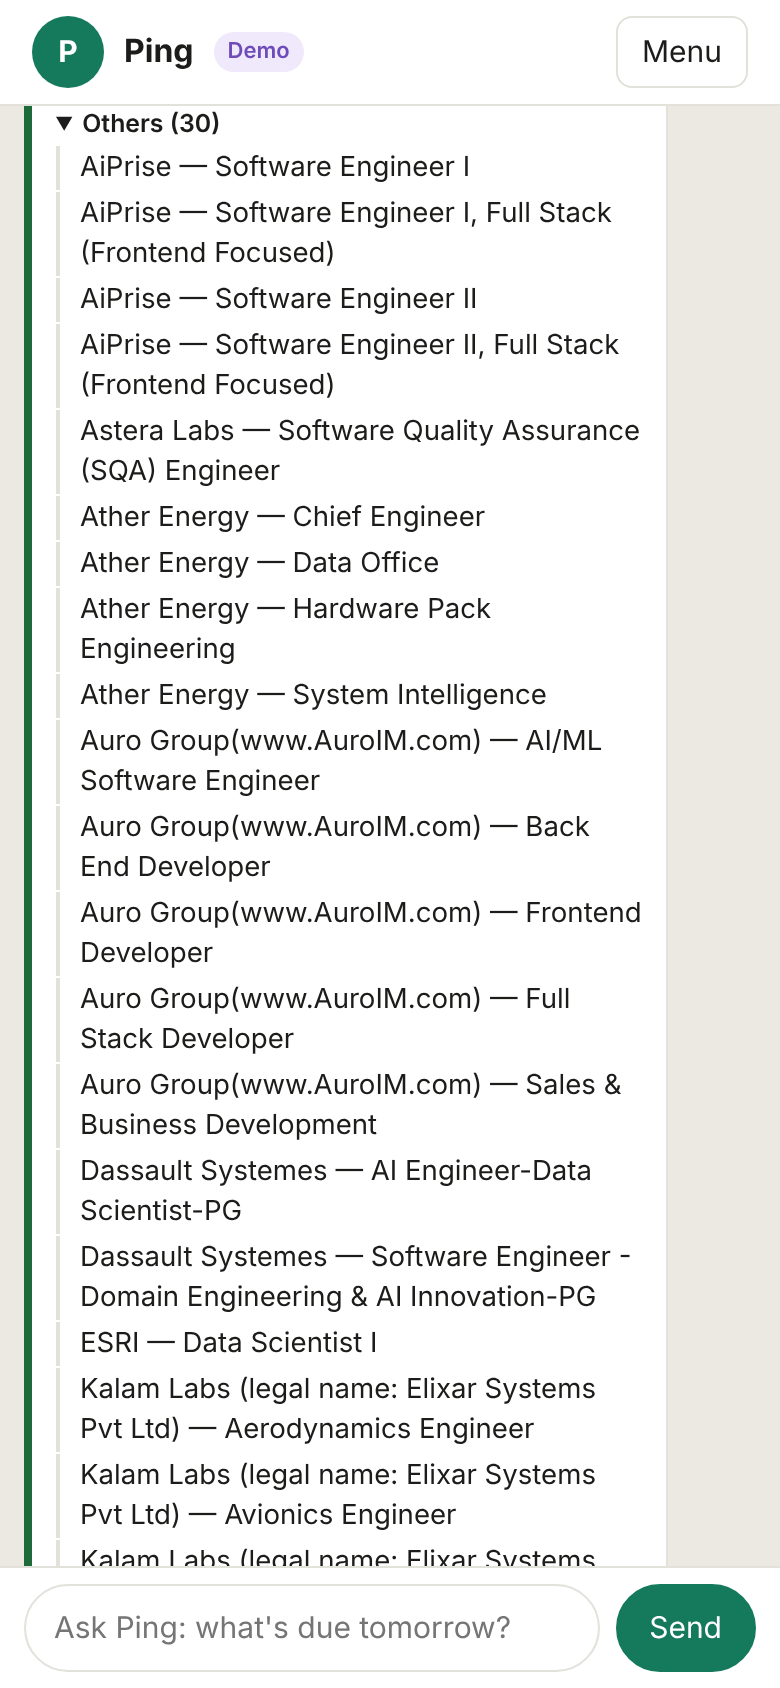 P Ping Demo Menu
▼ Others (30)
AiPrise — Software Engineer I
AiPrise — Software Engineer I, Full Stack
(Frontend Focused)
AiPrise — Software Engineer II
AiPrise — Software Engineer II, Full Stack
(Frontend Focused)
Astera Labs — Software Quality Assurance
(SQA) Engineer
Ather Energy — Chief Engineer
Ather Energy — Data Office
Ather Energy — Hardware Pack
Engineering
Ather Energy — System Intelligence
Auro Group(www.AuroIM.com) — AI/ML
Software Engineer
Auro Group(www.AuroIM.com) — Back
End Developer
Auro Group(www.AuroIM.com) — Frontend
Developer
Auro Group(www.AuroIM.com) — Full
Stack Developer
Auro Group(www.AuroIM.com) — Sales &
Business Development
Dassault Systemes — AI Engineer-Data
Scientist-PG
Dassault Systemes — Software Engineer -
Domain Engineering & AI Innovation-PG
ESRI — Data Scientist I
Kalam Labs (legal name: Elixar Systems
Pvt Ltd) — Aerodynamics Engineer
Kalam Labs (legal name: Elixar Systems
Pvt Ltd) — Avionics Engineer
Kalam Labs (legal name: Elixar Systems
Ask Ping: what's due tomorrow? Send